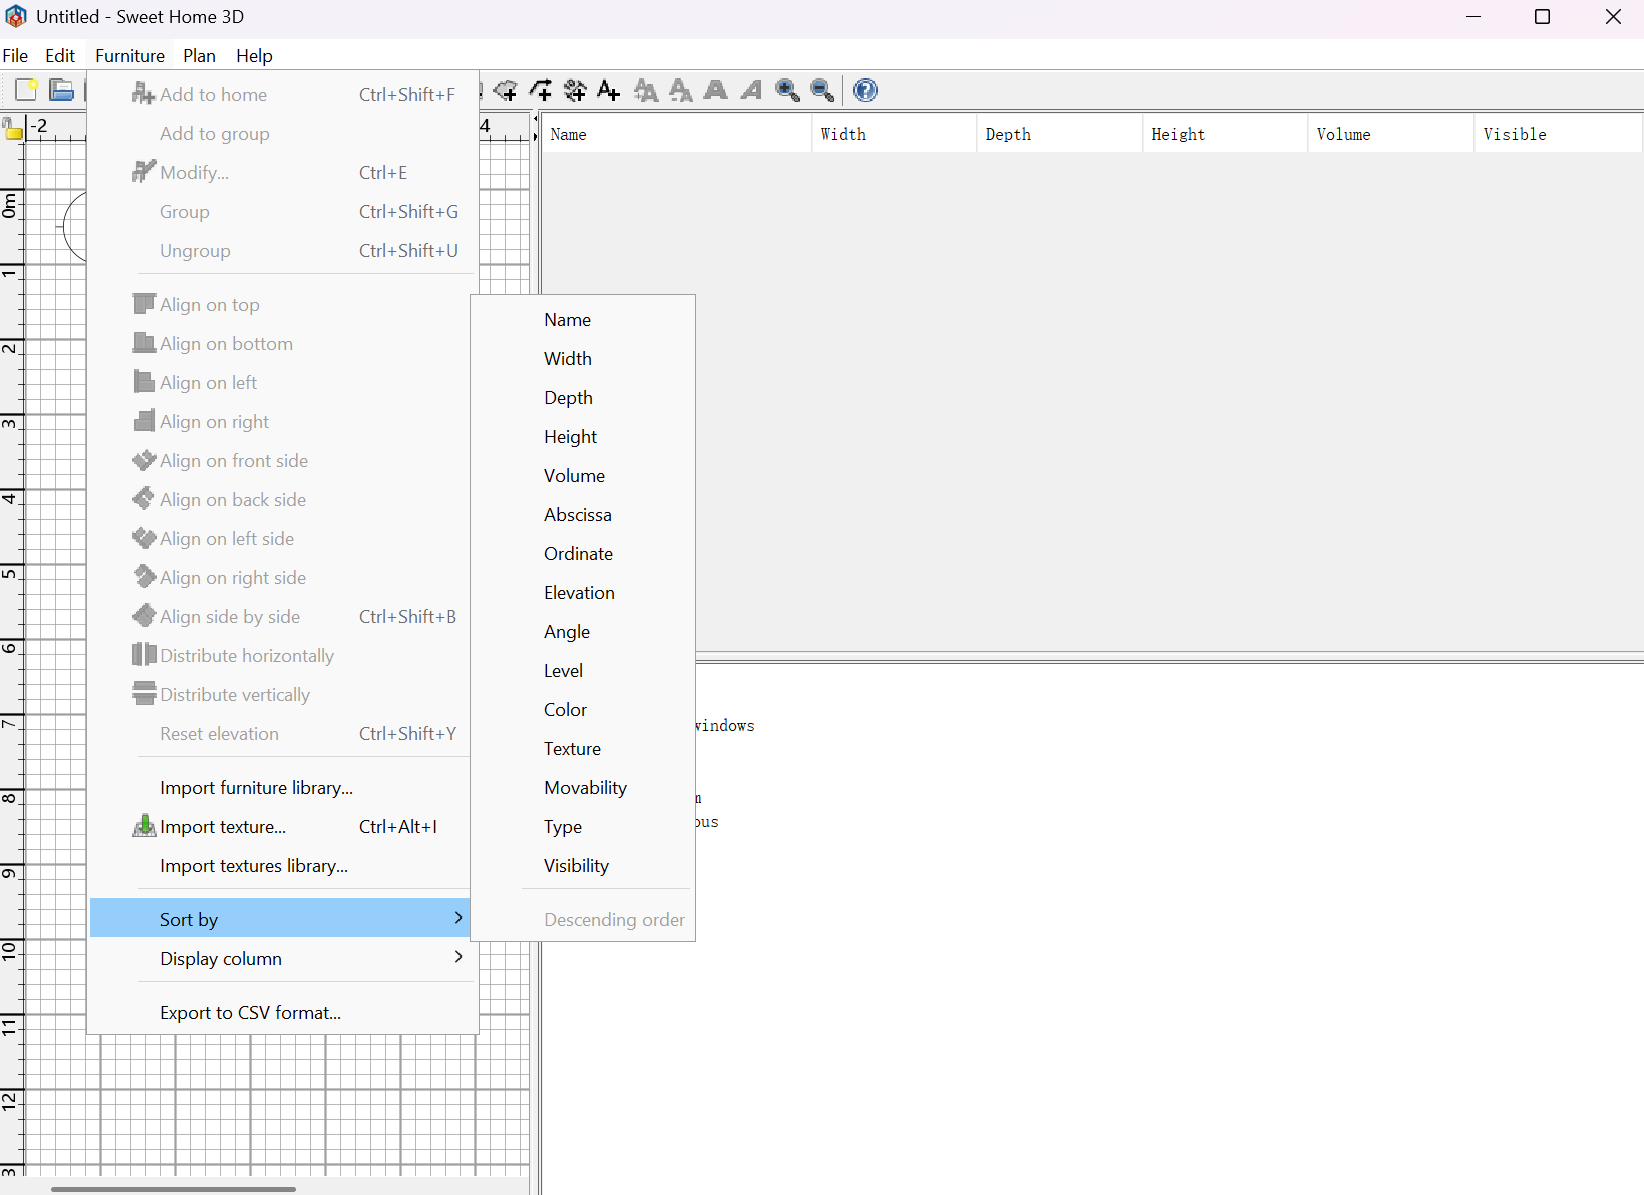 Untitled - Sweet Home 3D
File Edit Furniture Plan Help
-2
4
Name Width Depth Height Volume Visible
Add to home Ctrl+Shift+F
Add to group
Modify... Ctrl+E
Group Ctrl+Shift+G
Ungroup Ctrl+Shift+U
Align on top
Align on bottom
Align on left
Align on right
Align on front side
Align on back side
Align on left side
Align on right side
Align side by side Ctrl+Shift+B
Distribute horizontally
Distribute vertically
Reset elevation Ctrl+Shift+Y
Import furniture library...
Import texture... Ctrl+Alt+I
Import textures library...
Sort by
Display column
Export to CSV format...
Name
Width
Depth
Height
Volume
Abscissa
Ordinate
Elevation
Angle
Level
Color
Texture
Movability
Type
Visibility
Descending order
windows
0m
1
2
3
4
5
6
7
8
9
10
11
12